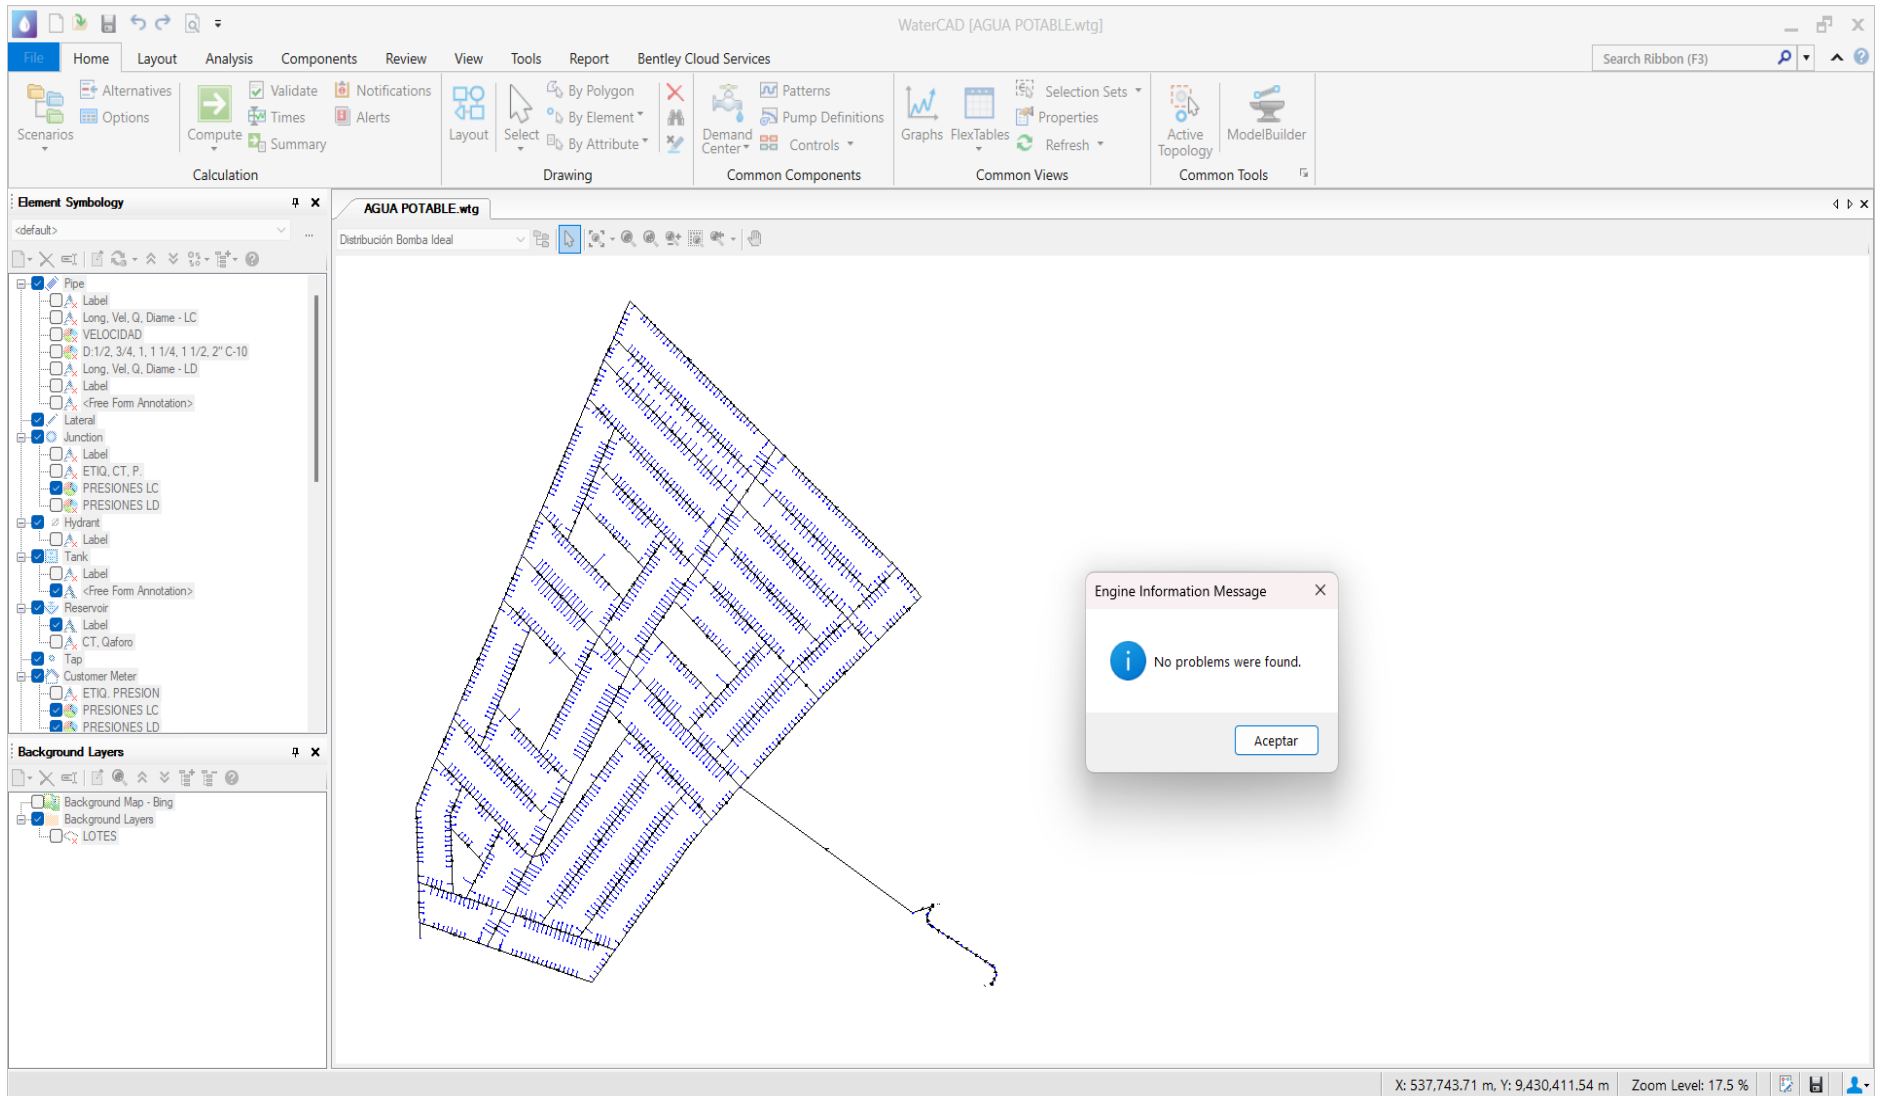 WaterCAD [AGUA POTABLE.wtg]
File Home Layout Analysis Components Review View Tools Report Bentley Cloud Services
Search Ribbon (F3)
Scenarios
Alternatives
Options
Compute
Validate
Times
Summary
Notifications
Alerts
Calculation
Layout
Select
By Polygon
By Element
By Attribute
Drawing
Demand
Center
Patterns
Pump Definitions
Controls
Common Components
Graphs
FlexTables
Selection Sets
Properties
Refresh
Common Views
Active
Topology
ModelBuilder
Common Tools
Element Symbology
<default>
...
Pipe
Label
Long, Vel, Q, Diame - LC
VELOCIDAD
D:1/2, 3/4, 1, 1 1/4, 1 1/2, 2" C-10
Long, Vel, Q, Diame - LD
Label
<Free Form Annotation>
Lateral
Junction
Label
ETIQ, CT, P.
PRESIONES LC
PRESIONES LD
Hydrant
Label
Tank
Label
<Free Form Annotation>
Reservoir
Label
CT, Qaforo
Tap
Customer Meter
ETIQ. PRESION
PRESIONES LC
PRESIONES LD
Background Layers
Background Map - Bing
Background Layers
LOTES
AGUA POTABLE.wtg
Distribución Bomba Ideal
Engine Information Message
No problems were found.
Aceptar
X: 537,743.71 m, Y: 9,430,411.54 m
Zoom Level: 17.5 %